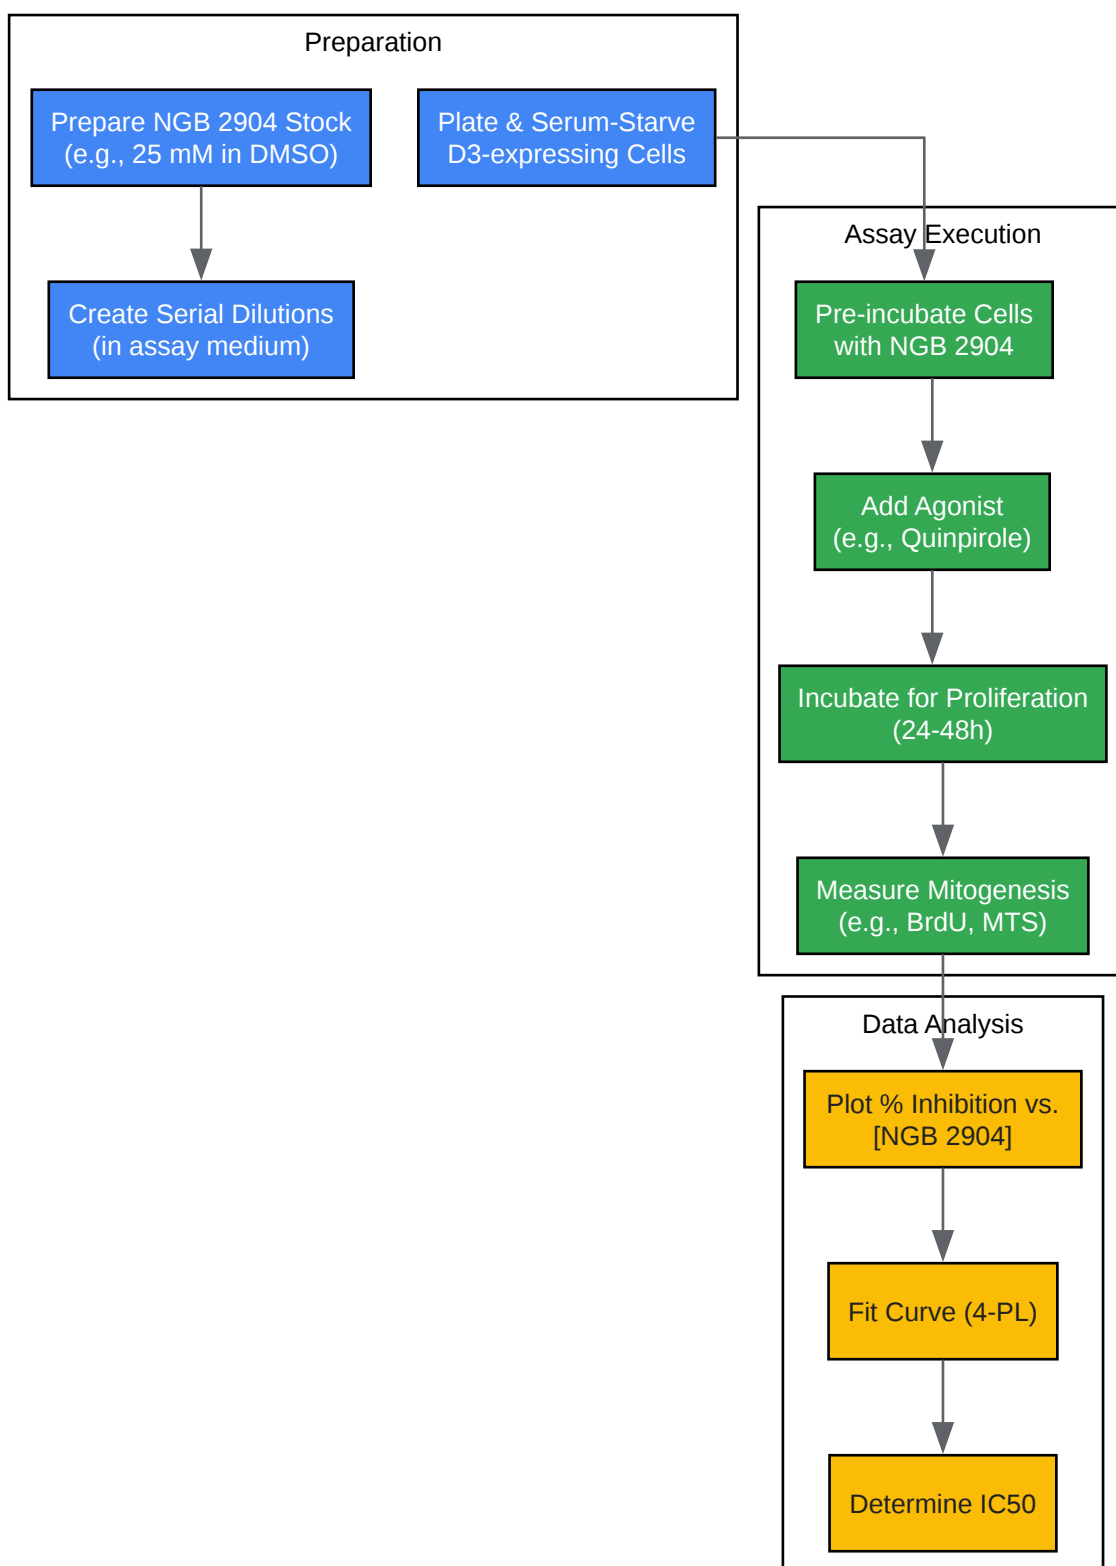 Preparation
Prepare NGB 2904 Stock
(e.g., 25 mM in DMSO)
Plate & Serum-Starve
D3-expressing Cells
Create Serial Dilutions
(in assay medium)
Assay Execution
Pre-incubate Cells
with NGB 2904
Add Agonist
(e.g., Quinpirole)
Incubate for Proliferation
(24-48h)
Measure Mitogenesis
(e.g., BrdU, MTS)
Data Analysis
Plot % Inhibition vs.
[NGB 2904]
Fit Curve (4-PL)
Determine IC50